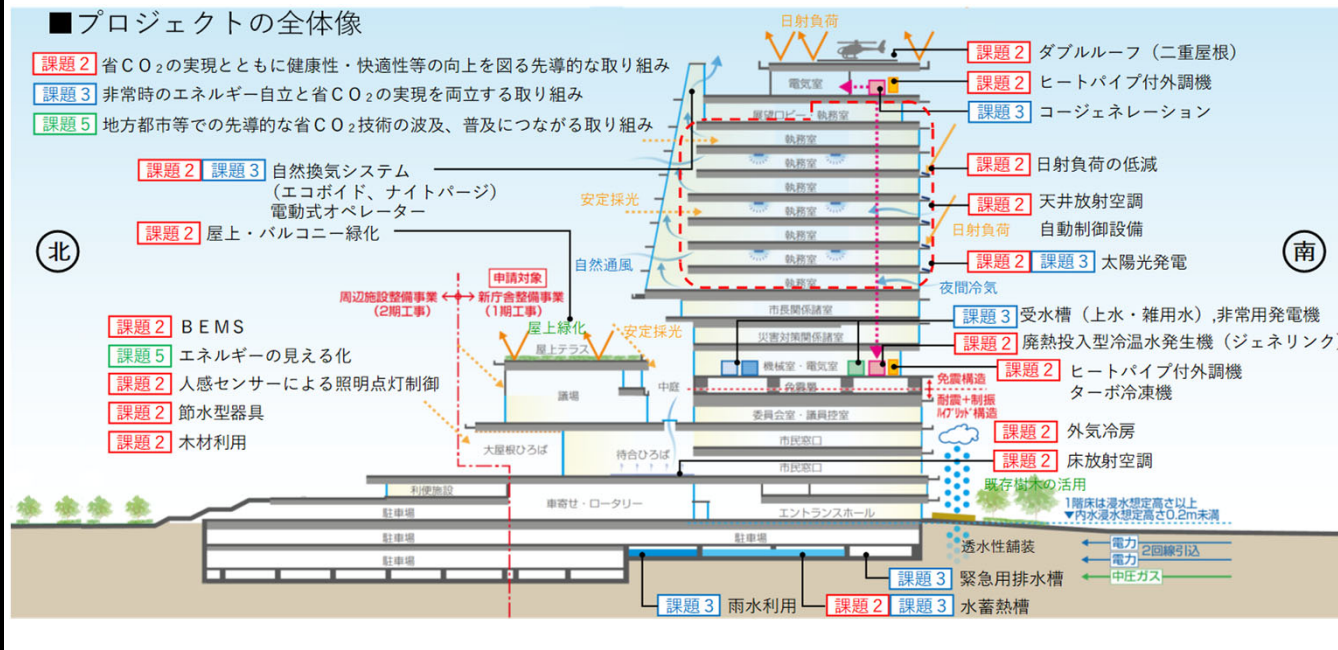 ■プロジェクトの全体像
課題2 省CO₂の実現とともに健康性・快適性等の向上を図る先導的な取り組み
課題3 非常時のエネルギー自立と省CO₂の実現を両立する取り組み
課題5 地方都市等での先導的な省CO₂技術の波及、普及につながる取り組み
課題2 課題3 自然換気システム
(エコボイド、ナイトパージ)
電動式オペレーター
課題2 屋上・バルコニー緑化
北
申請対象
周辺施設整備事業
(2期工事)
新庁舎整備事業
(1期工事)
課題2 BEMS
課題5 エネルギーの見える化
課題2 人感センサーによる照明点灯制御
課題2 節水型器具
課題2 木材利用
日射負荷
電気室
展望ロビー・執務室
執務室
執務室
執務室
執務室
執務室
執務室
執務室
安定採光
自然通風
夜間冷気
市長関係諸室
災害対策関係諸室
機械室・電気室
免震層
委員会室・議員控室
市民窓口
市民窓口
エントランスホール
屋上緑化
屋上テラス
安定採光
議場
中庭
大屋根ひろば
待合ひろば
利便施設
車寄せ・ロータリー
駐車場
駐車場
駐車場
駐車場
課題2 ダブルルーフ(二重屋根)
課題2 ヒートパイプ付外調機
課題3 コージェネレーション
課題2 日射負荷の低減
課題2 天井放射空調
自動制御設備
日射負荷
課題2 課題3 太陽光発電
南
課題3 受水槽(上水・雑用水),非常用発電機
課題2 廃熱投入型冷温水発生機(ジェネリンク)
課題2 ヒートパイプ付外調機
ターボ冷凍機
免震構造
耐震+制振
ハイブリット構造
課題2 外気冷房
課題2 床放射空調
既存樹木の活用
1階床は浸水想定高さ以上
▼内水浸水想定高さ0.2m未満
透水性舗装
電力
電力
2回線引込
中圧ガス
課題3 緊急用排水槽
課題3 雨水利用
課題2 課題3 水蓄熱槽